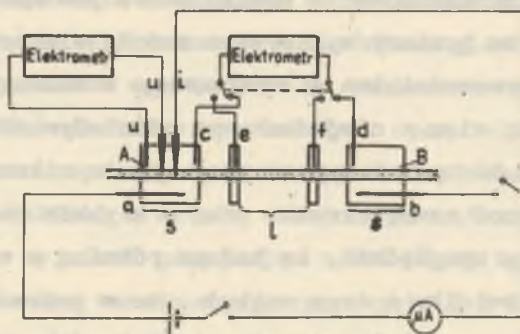 Elektrometr Elektrometr
u i
u c e f d
A B
a b
s l s
μA